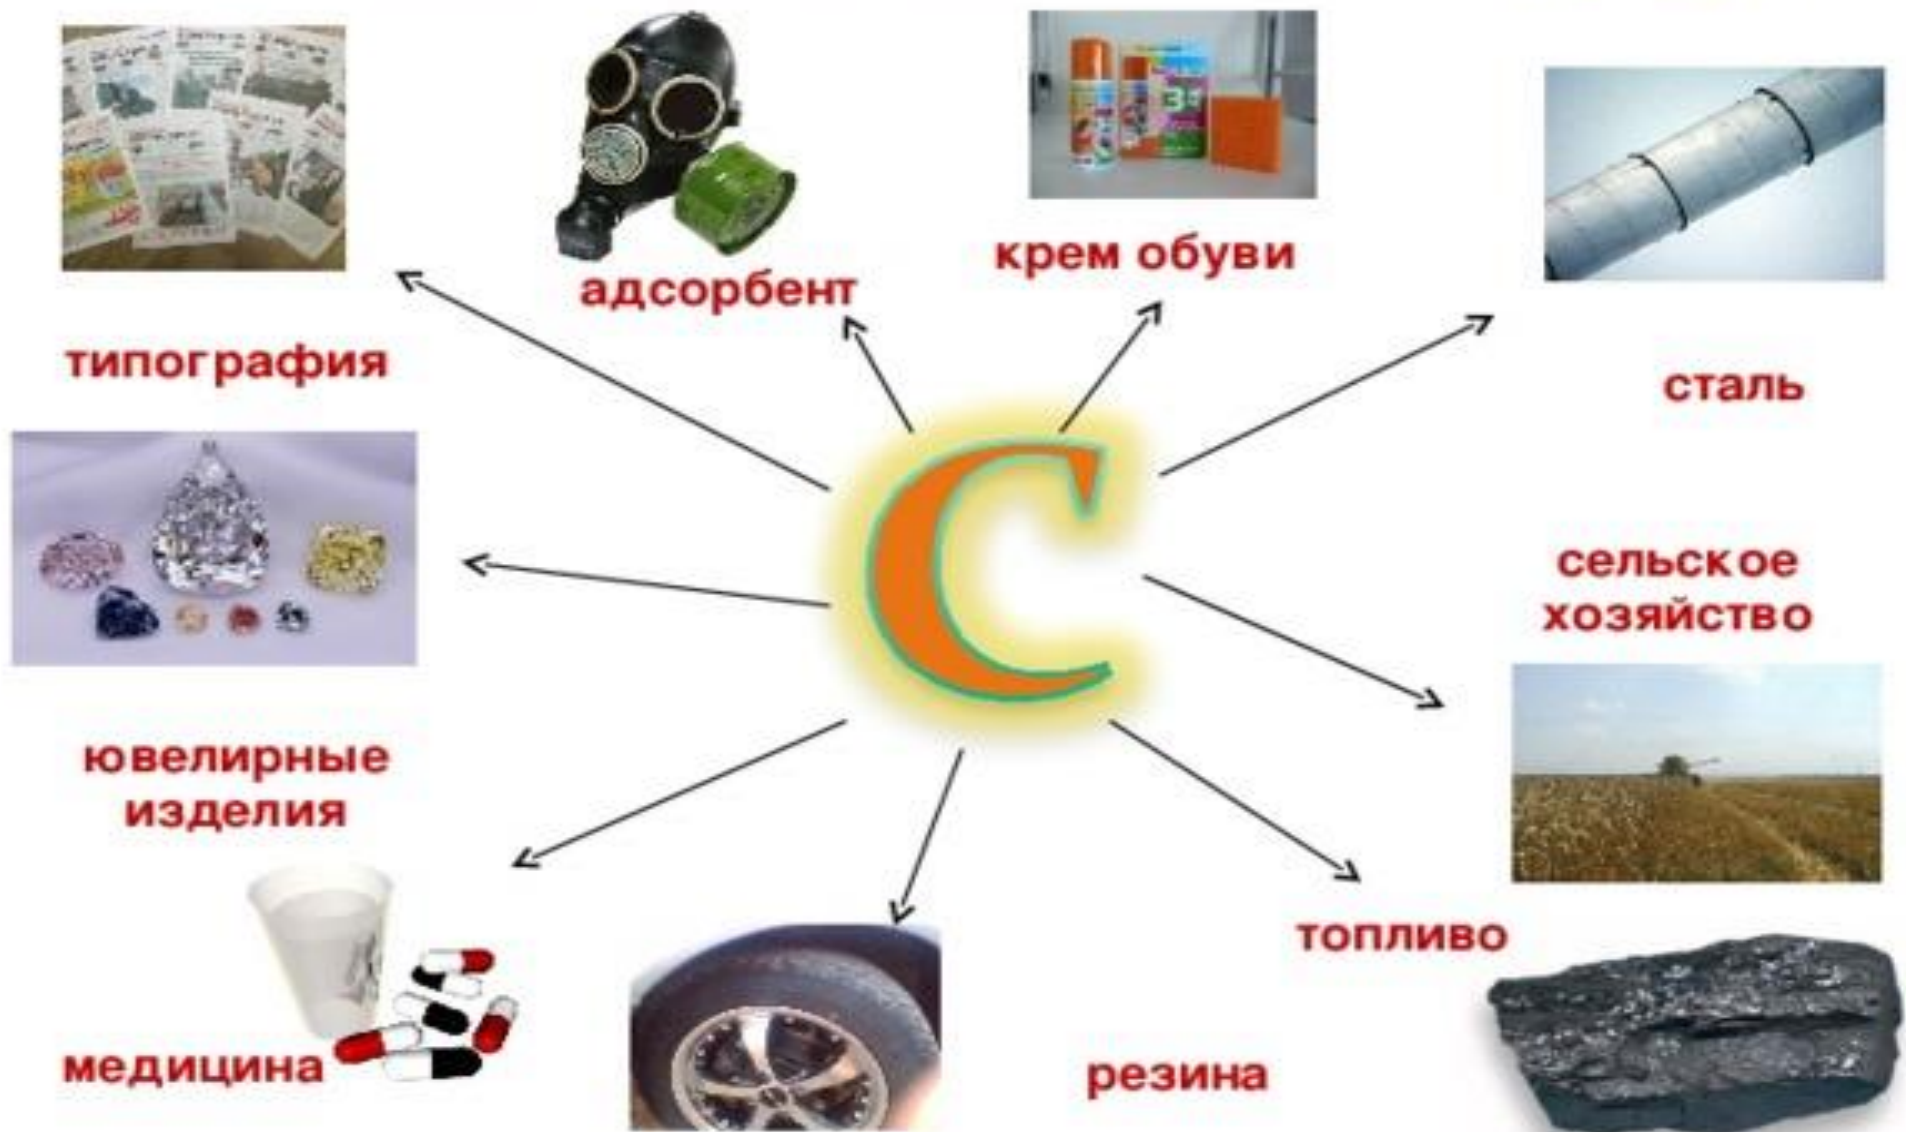 адсорбент
крем обуви
типография
сталь
C
сельское
хозяйство
ювелирные
изделия
топливо
медицина
резина